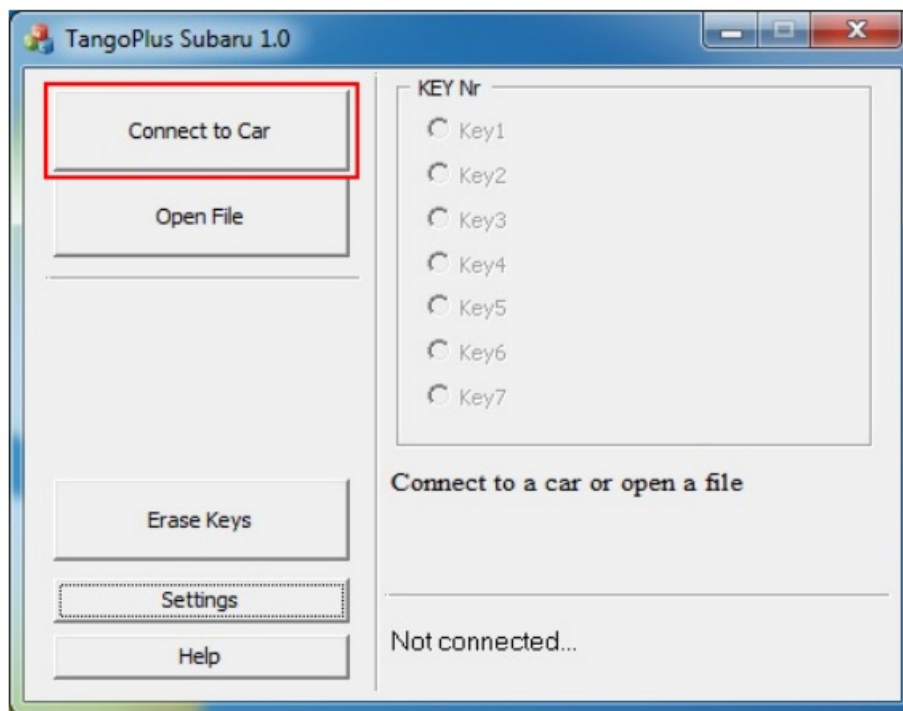 TangoPlus Subaru 1.0
Connect to Car
Open File
Erase Keys
Settings
Help
KEY Nr
Key1
Key2
Key3
Key4
Key5
Key6
Key7
Connect to a car or open a file
Not connected...